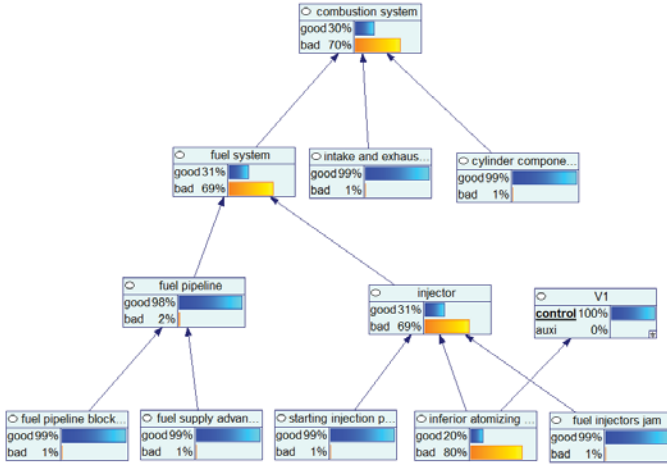 combustion system
good 30%
bad 70%
fuel system
good 31%
bad 69%
intake and exhaus...
good 99%
bad 1%
cylinder compone...
good 99%
bad 1%
fuel pipeline
good 98%
bad 2%
injector
good 31%
bad 69%
V1
control 100%
auxi 0%
fuel pipeline block...
good 99%
bad 1%
fuel supply advan...
good 99%
bad 1%
starting injection p...
good 99%
bad 1%
inferior atomizing ...
good 20%
bad 80%
fuel injectors jam
good 99%
bad 1%